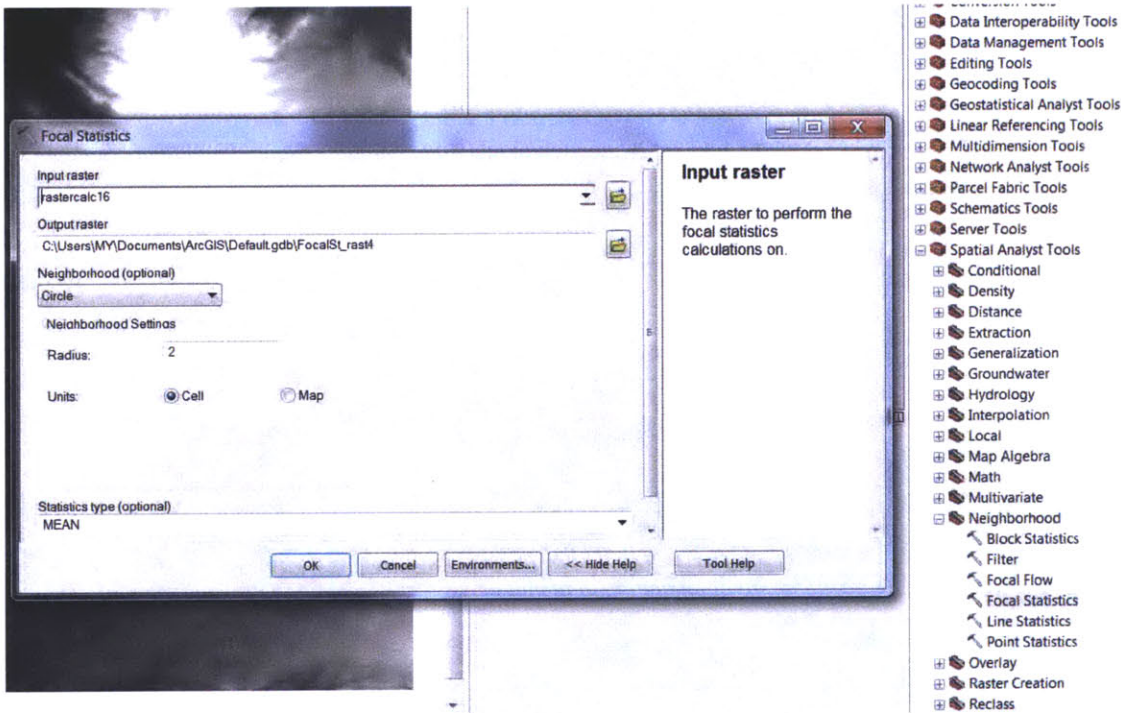 Focal Statistics
Input raster
rastercalc16
Output raster
C:\Users\MY\Documents\ArcGIS\Default.gdb\FocalSt_rast4
Neighborhood (optional)
Circle
Neighborhood Settings
Radius: 2
Units: Cell Map
Statistics type (optional)
MEAN
OK Cancel Environments... << Hide Help Tool Help
Input raster
The raster to perform the
focal statistics
calculations on.
Data Interoperability Tools
Data Management Tools
Editing Tools
Geocoding Tools
Geostatistical Analyst Tools
Linear Referencing Tools
Multidimension Tools
Network Analyst Tools
Parcel Fabric Tools
Schematics Tools
Server Tools
Spatial Analyst Tools
Conditional
Density
Distance
Extraction
Generalization
Groundwater
Hydrology
Interpolation
Local
Map Algebra
Math
Multivariate
Neighborhood
Block Statistics
Filter
Focal Flow
Focal Statistics
Line Statistics
Point Statistics
Overlay
Raster Creation
Reclass